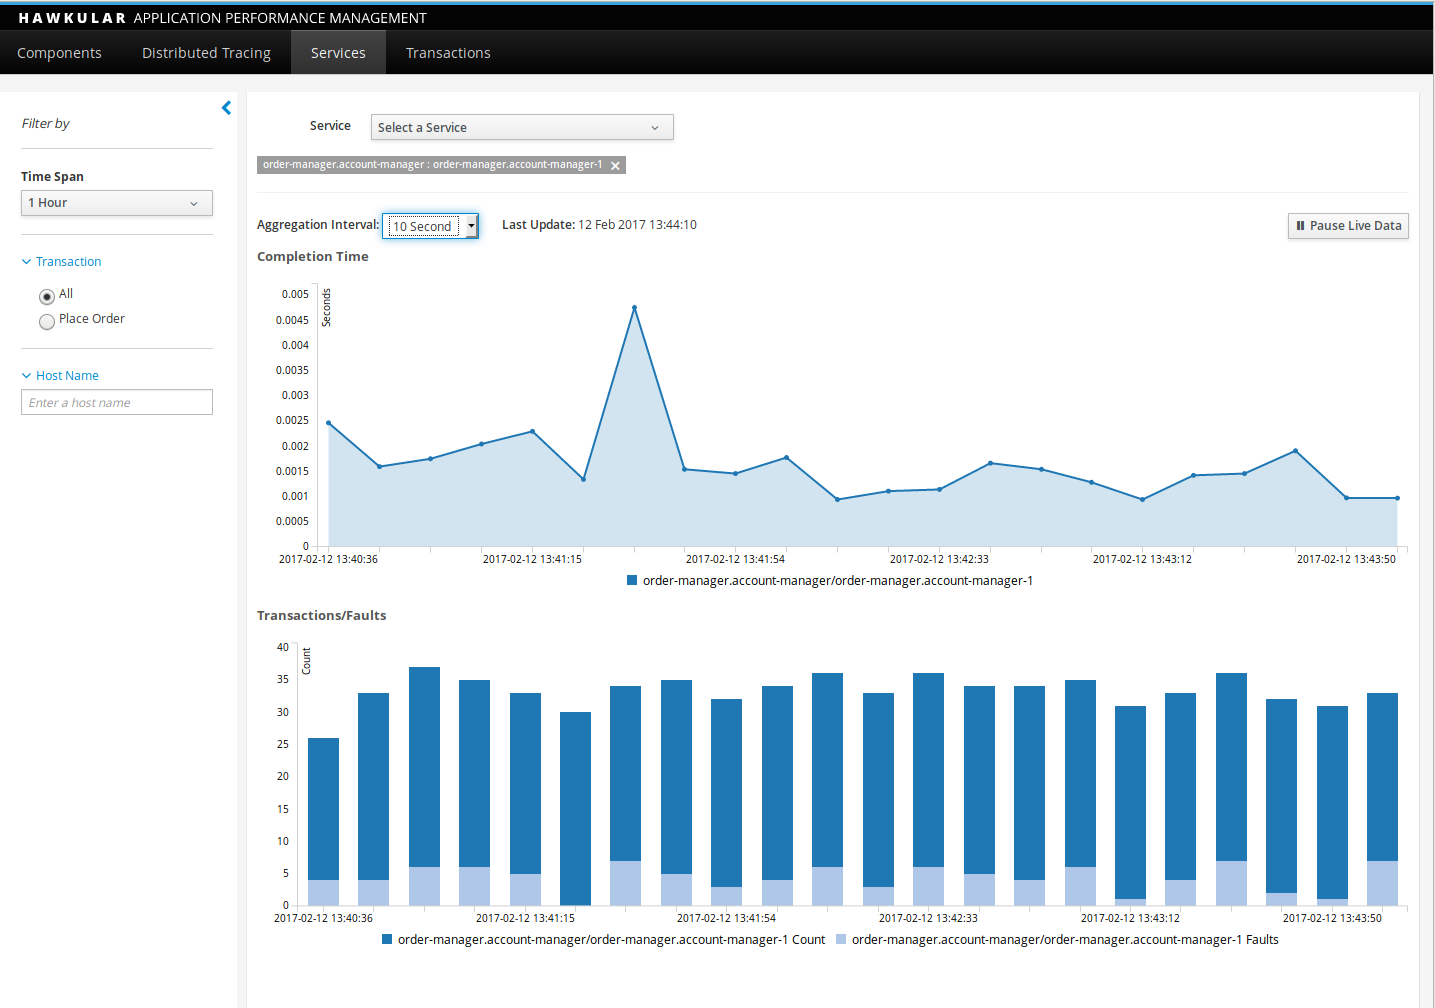 HAWKULAR APPLICATION PERFORMANCE MANAGEMENT
Components Distributed Tracing Services Transactions
Filter by
Time Span
1 Hour
Transaction
All
Place Order
Host Name
Enter a host name
Service Select a Service
order-manager.account-manager : order-manager.account-manager-1
Aggregation Interval: 10 Second Last Update: 12 Feb 2017 13:44:10 Pause Live Data
Completion Time
Seconds
0.005
0.0045
0.004
0.0035
0.003
0.0025
0.002
0.0015
0.001
0.0005
0
2017-02-12 13:40:36 2017-02-12 13:41:15 2017-02-12 13:41:54 2017-02-12 13:42:33 2017-02-12 13:43:12 2017-02-12 13:43:50
order-manager.account-manager/order-manager.account-manager-1
Transactions/Faults
Count
40
35
30
25
20
15
10
5
0
2017-02-12 13:40:36 2017-02-12 13:41:15 2017-02-12 13:41:54 2017-02-12 13:42:33 2017-02-12 13:43:12 2017-02-12 13:43:50
order-manager.account-manager/order-manager.account-manager-1 Count order-manager.account-manager/order-manager.account-manager-1 Faults